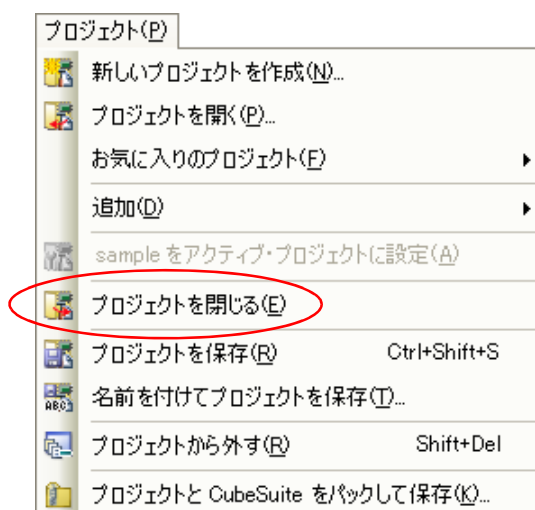 プロジェクト(P)
新しいプロジェクトを作成(N)...
プロジェクトを開く(P)...
お気に入りのプロジェクト(F)
追加(D)
sample をアクティブ・プロジェクトに設定(A)
プロジェクトを閉じる(E)
プロジェクトを保存(R) Ctrl+Shift+S
ABC 名前を付けてプロジェクトを保存(T)...
プロジェクトから外す(R) Shift+Del
プロジェクトと CubeSuite をパックして保存(K)...